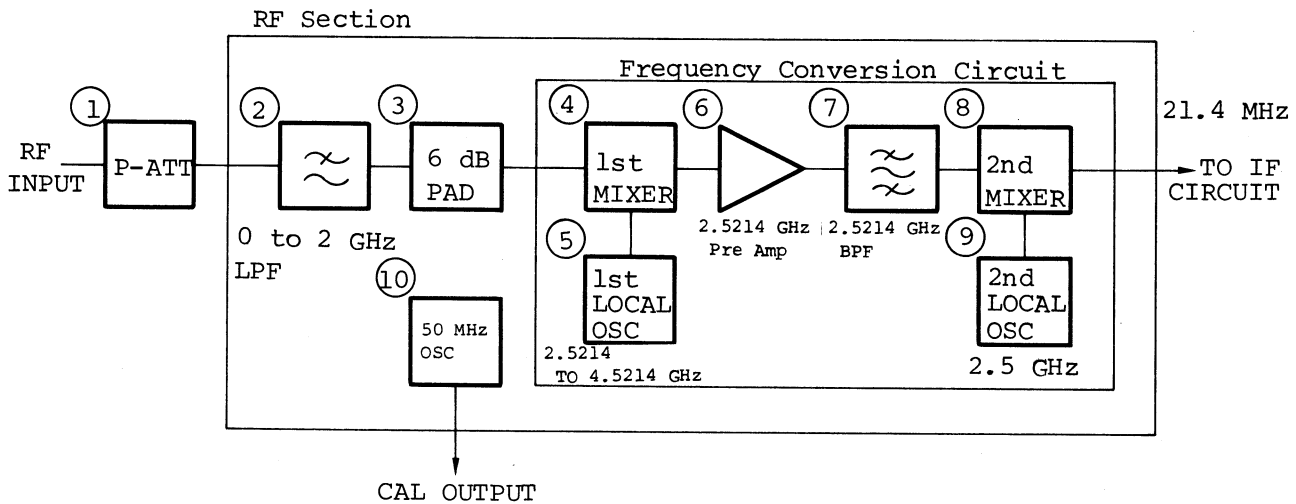 RF Section
Frequency Conversion Circuit
1
2
3
4
6
7
8
21.4 MHz
RF
INPUT
P-ATT
6 dB
PAD
1st
MIXER
2nd
MIXER
TO IF
CIRCUIT
0 to 2 GHz
LPF
2.5214 GHz
Pre Amp
2.5214 GHz
BPF
5
9
10
1st
LOCAL
OSC
2nd
LOCAL
OSC
50 MHz
OSC
2.5214
TO 4.5214 GHz
2.5 GHz
CAL OUTPUT